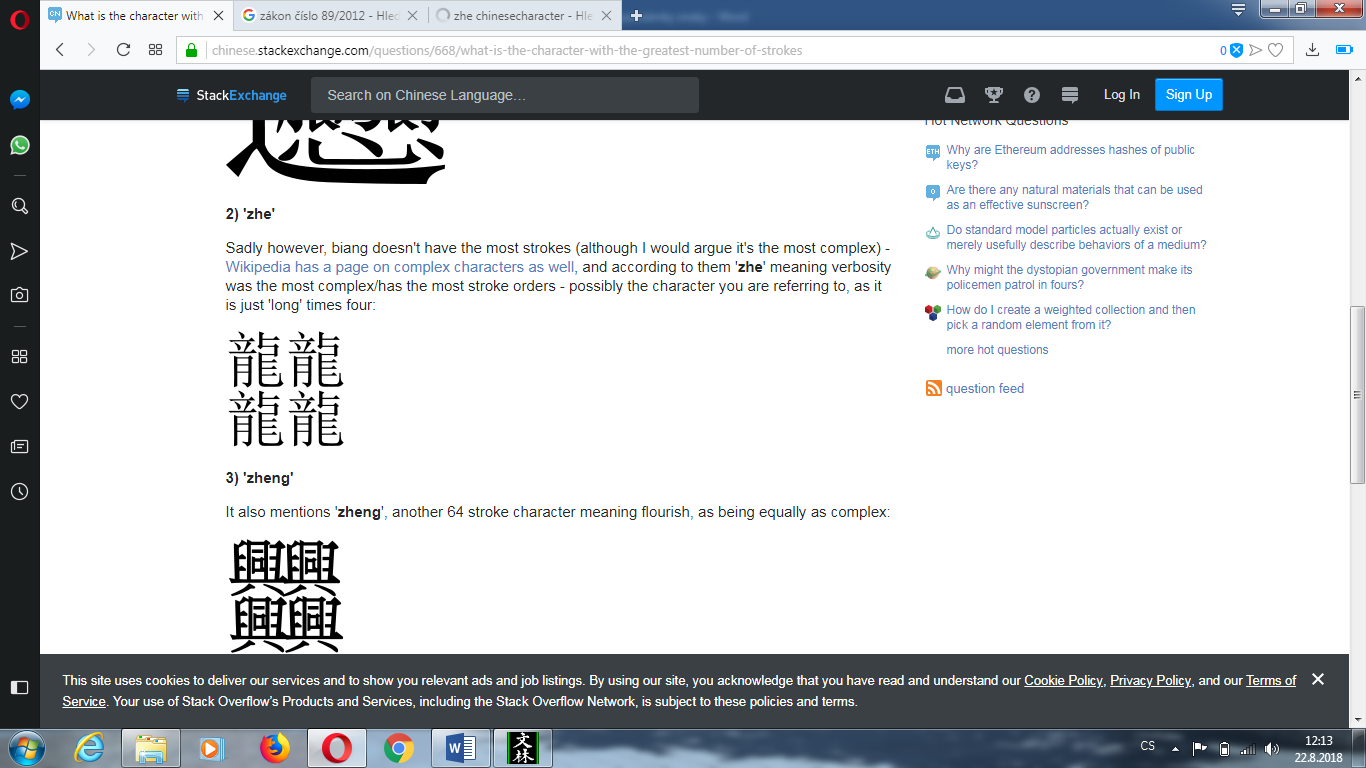 What is the character with
zákon číslo 89/2012 - Hled
zhe chinesecharacter - Hle
chinese.stackexchange.com/questions/668/what-is-the-character-with-the-greatest-number-of-strokes
0
StackExchange
Search on Chinese Language...
Log In
Sign Up
2) 'zhe'
Sadly however, biang doesn't have the most strokes (although I would argue it's the most complex) -
Wikipedia has a page on complex characters as well, and according to them 'zhe' meaning verbosity
was the most complex/has the most stroke orders - possibly the character you are referring to, as it
is just 'long' times four:
龍龍
龍龍
3) 'zheng'
It also mentions 'zheng', another 64 stroke character meaning flourish, as being equally as complex:
興興
興興
Hot Network Questions
Why are Ethereum addresses hashes of public
keys?
Are there any natural materials that can be used
as an effective sunscreen?
Do standard model particles actually exist or
merely usefully describe behaviors of a medium?
Why might the dystopian government make its
policemen patrol in fours?
How do I create a weighted collection and then
pick a random element from it?
more hot questions
question feed
This site uses cookies to deliver our services and to show you relevant ads and job listings. By using our site, you acknowledge that you have read and understand our Cookie Policy, Privacy Policy, and our Terms of
Service. Your use of Stack Overflow's Products and Services, including the Stack Overflow Network, is subject to these policies and terms.
文
林
CS
12:13
22.8.2018